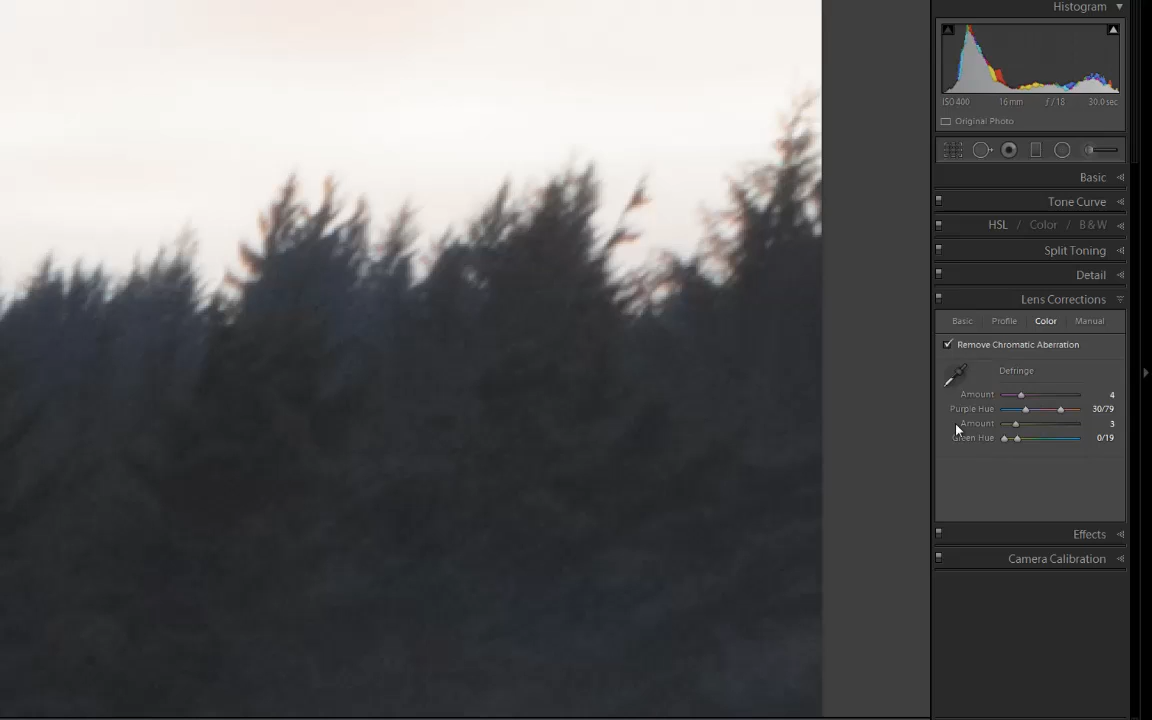 Histogram
ISO 400 16 mm ƒ / 18 30.0 sec
Original Photo
Basic
Tone Curve
HSL / Color / B & W
Split Toning
Detail
Lens Corrections
Basic Profile Color Manual
Remove Chromatic Aberration
Defringe
Amount 4
Purple Hue 30/79
Amount 3
Green Hue 0/19
Effects
Camera Calibration